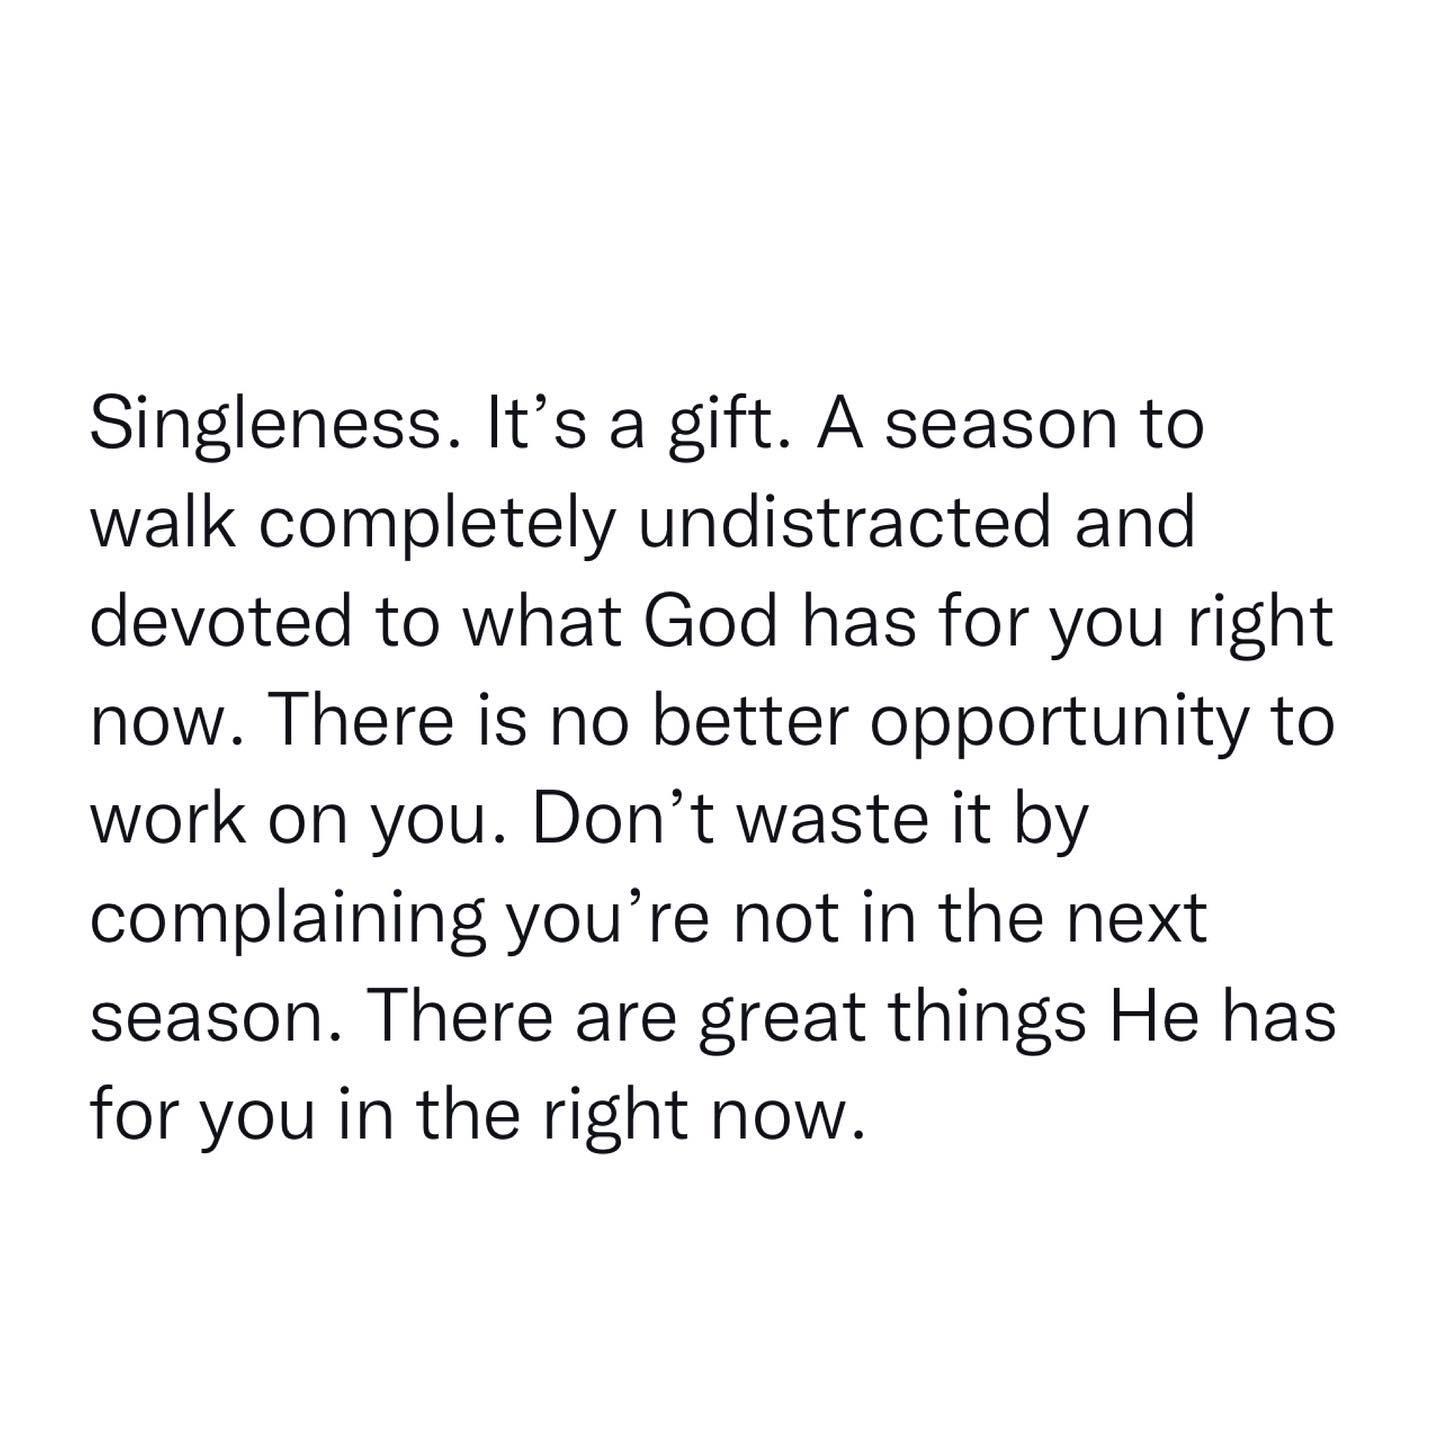 Singleness. It’s a gift. A season to
walk completely undistracted and
devoted to what God has for you right
now. There is no better opportunity to
work on you. Don’t waste it by
complaining you’re not in the next
season. There are great things He has
for you in the right now.